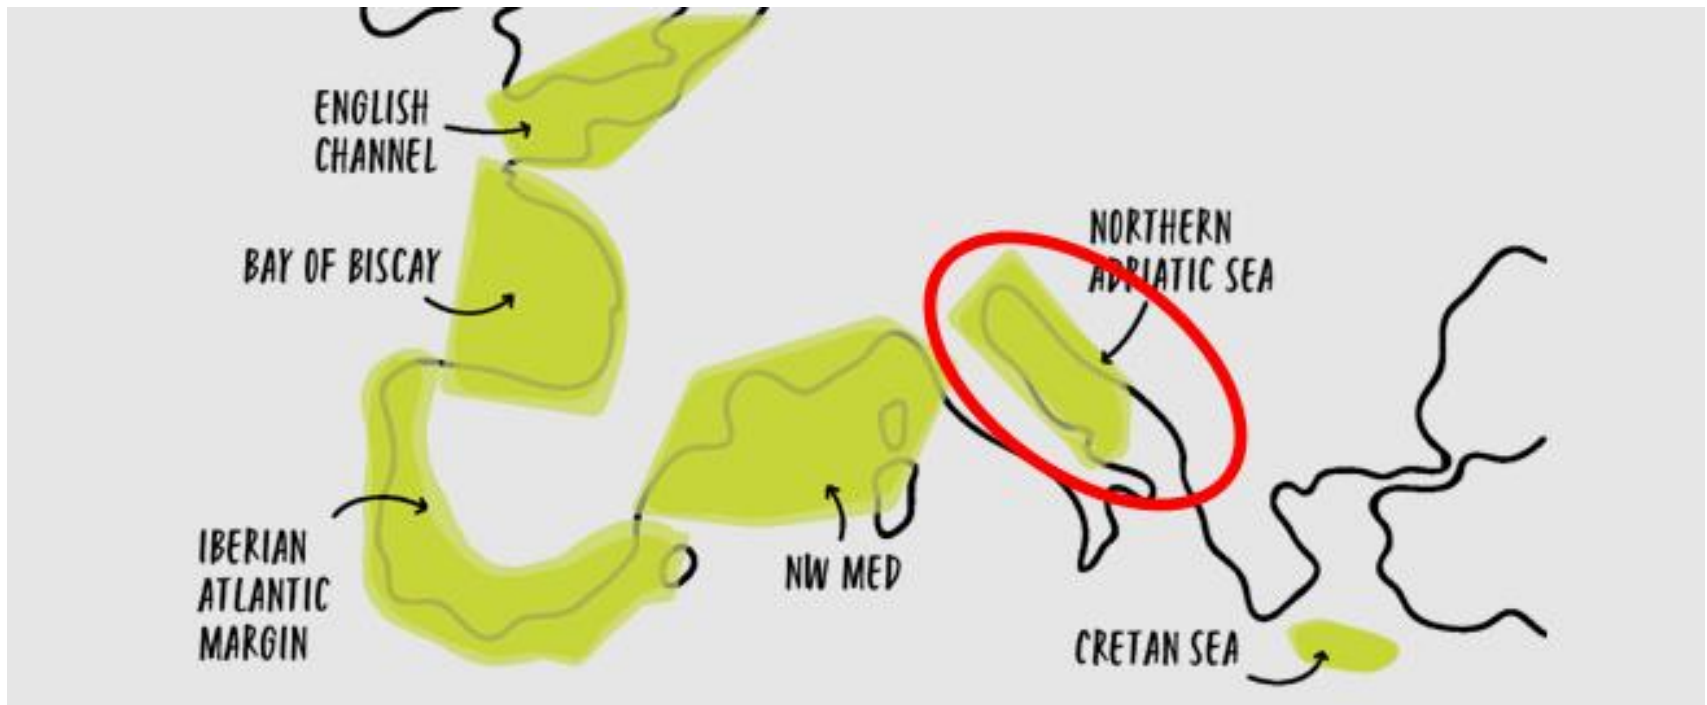 ENGLISH
CHANNEL
BAY OF BISCAY
NORTHERN
ADRIATIC SEA
IBERIAN
ATLANTIC
MARGIN
NW MED
CRETAN SEA